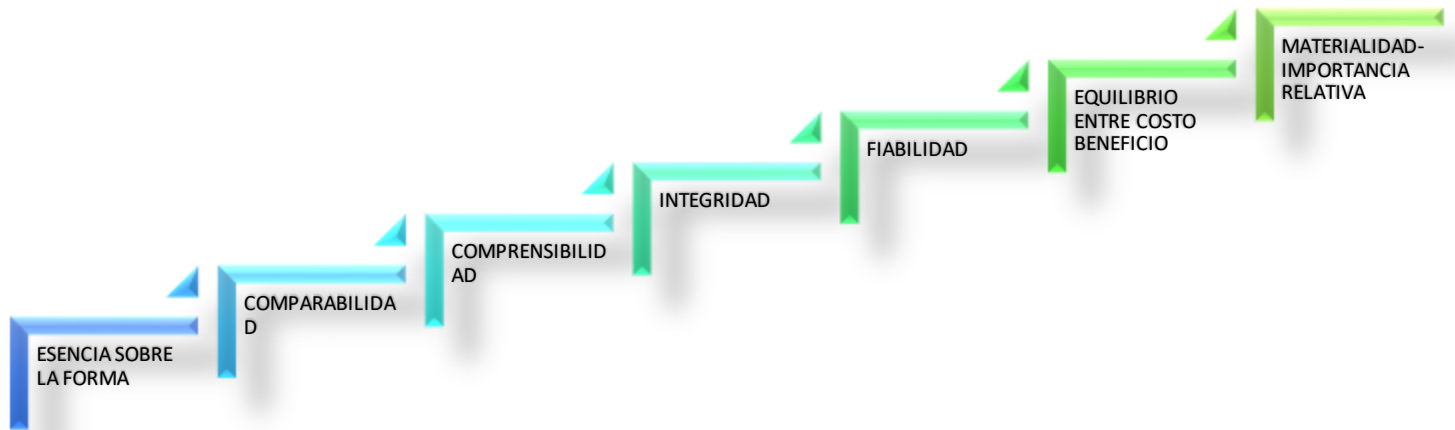 ESENCIA SOBRE
LA FORMA
COMPARABILIDA
D
COMPRENSIBILID
AD
INTEGRIDAD
FIABILIDAD
EQUILIBRIO
ENTRE COSTO
BENEFICIO
MATERIALIDAD-
IMPORTANCIA
RELATIVA